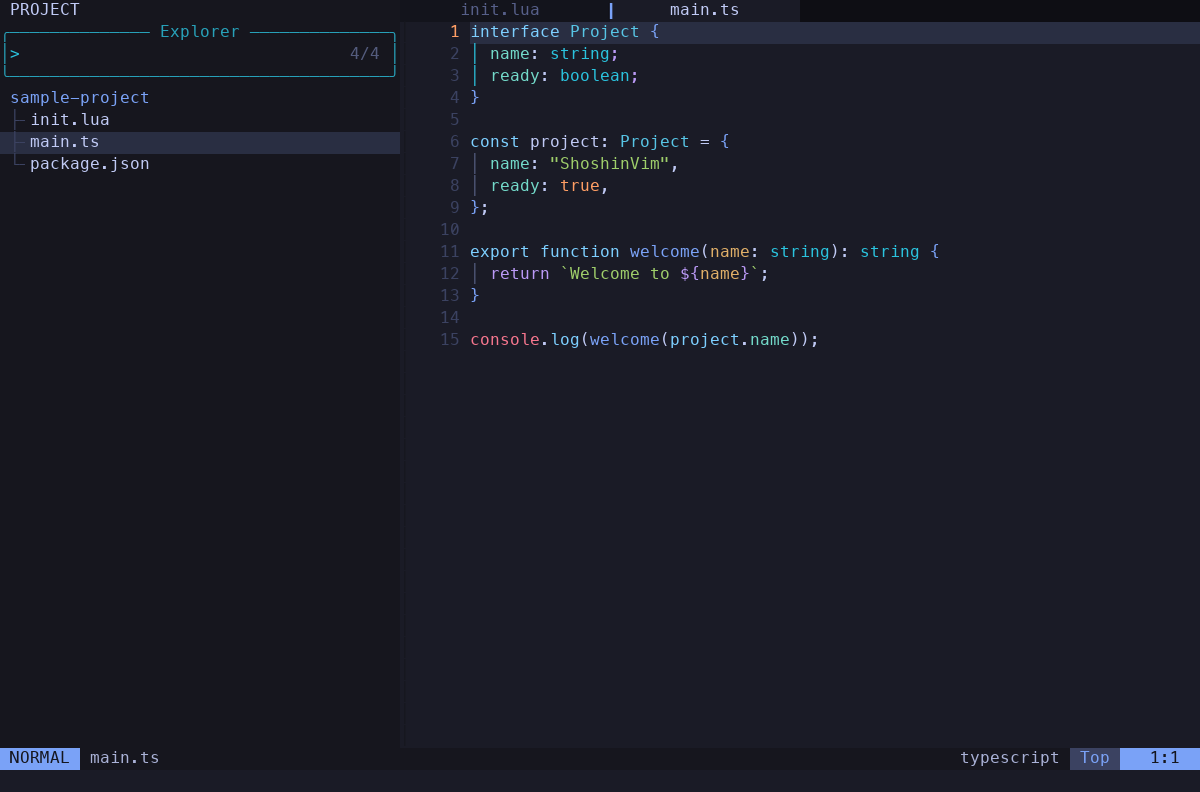 PROJECT
Explorer
> 4/4
sample-project
init.lua
main.ts
package.json
init.lua main.ts
1 interface Project {
2 name: string;
3 ready: boolean;
4 }
5
6 const project: Project = {
7 name: "ShoshinVim",
8 ready: true,
9 };
10
11 export function welcome(name: string): string {
12 return `Welcome to ${name}`;
13 }
14
15 console.log(welcome(project.name));
NORMAL main.ts typescript Top 1:1